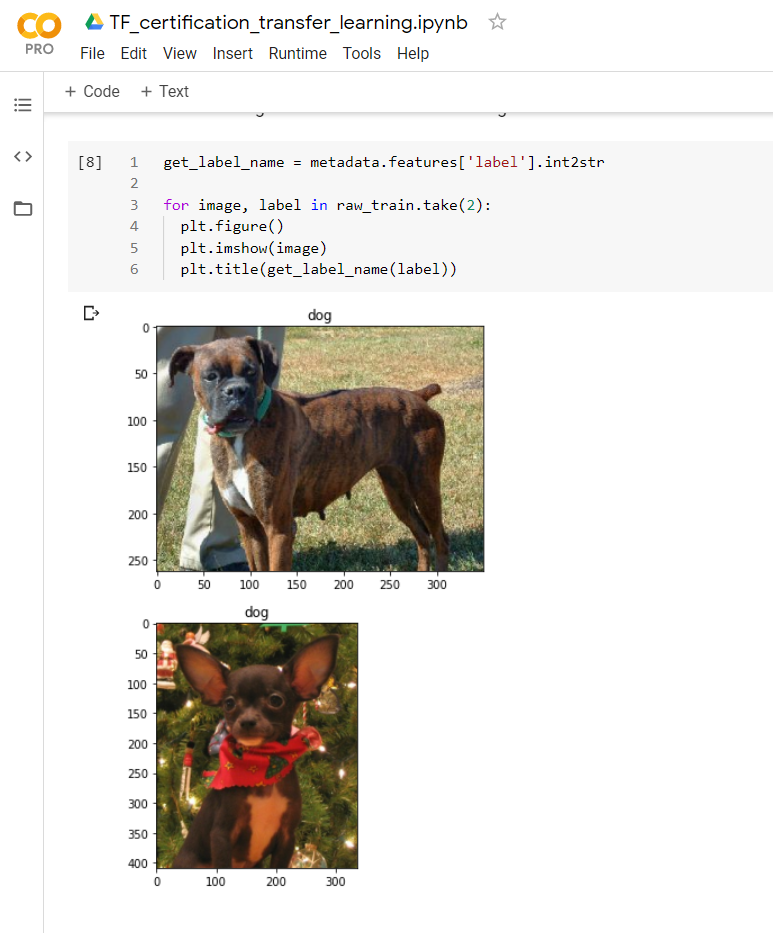 CO
PRO
TF_certification_transfer_learning.ipynb
File Edit View Insert Runtime Tools Help
+ Code + Text
[8]
1 get_label_name = metadata.features['label'].int2str
2
3 for image, label in raw_train.take(2):
4 plt.figure()
5 plt.imshow(image)
6 plt.title(get_label_name(label))
dog
0
50
100
150
200
250
0 50 100 150 200 250 300
dog
0
50
100
150
200
250
300
350
400
0 100 200 300